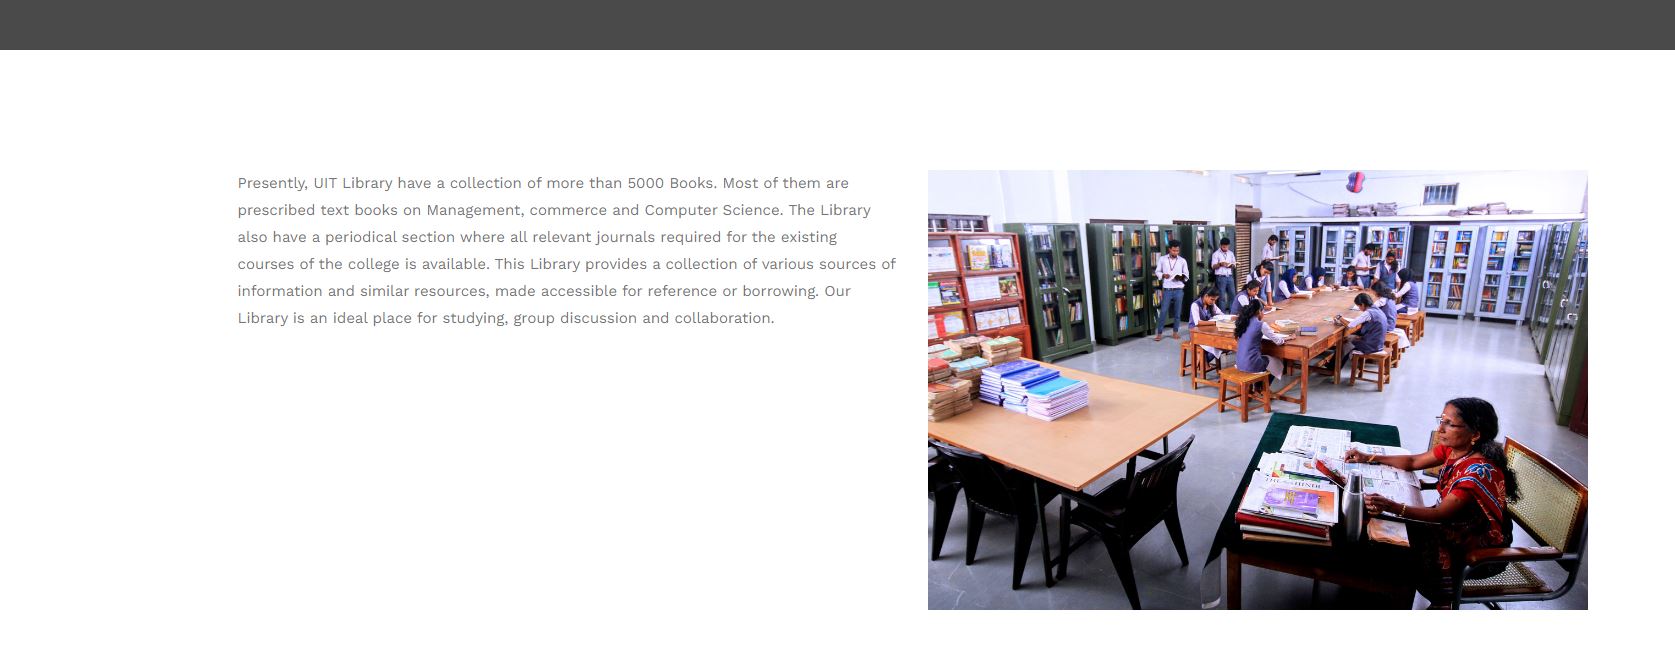 Presently, UIT Library have a collection of more than 5000 Books. Most of them are
prescribed text books on Management, commerce and Computer Science. The Library
also have a periodical section where all relevant journals required for the existing
courses of the college is available. This Library provides a collection of various sources of
information and similar resources, made accessible for reference or borrowing. Our
Library is an ideal place for studying, group discussion and collaboration.
THE HINDU